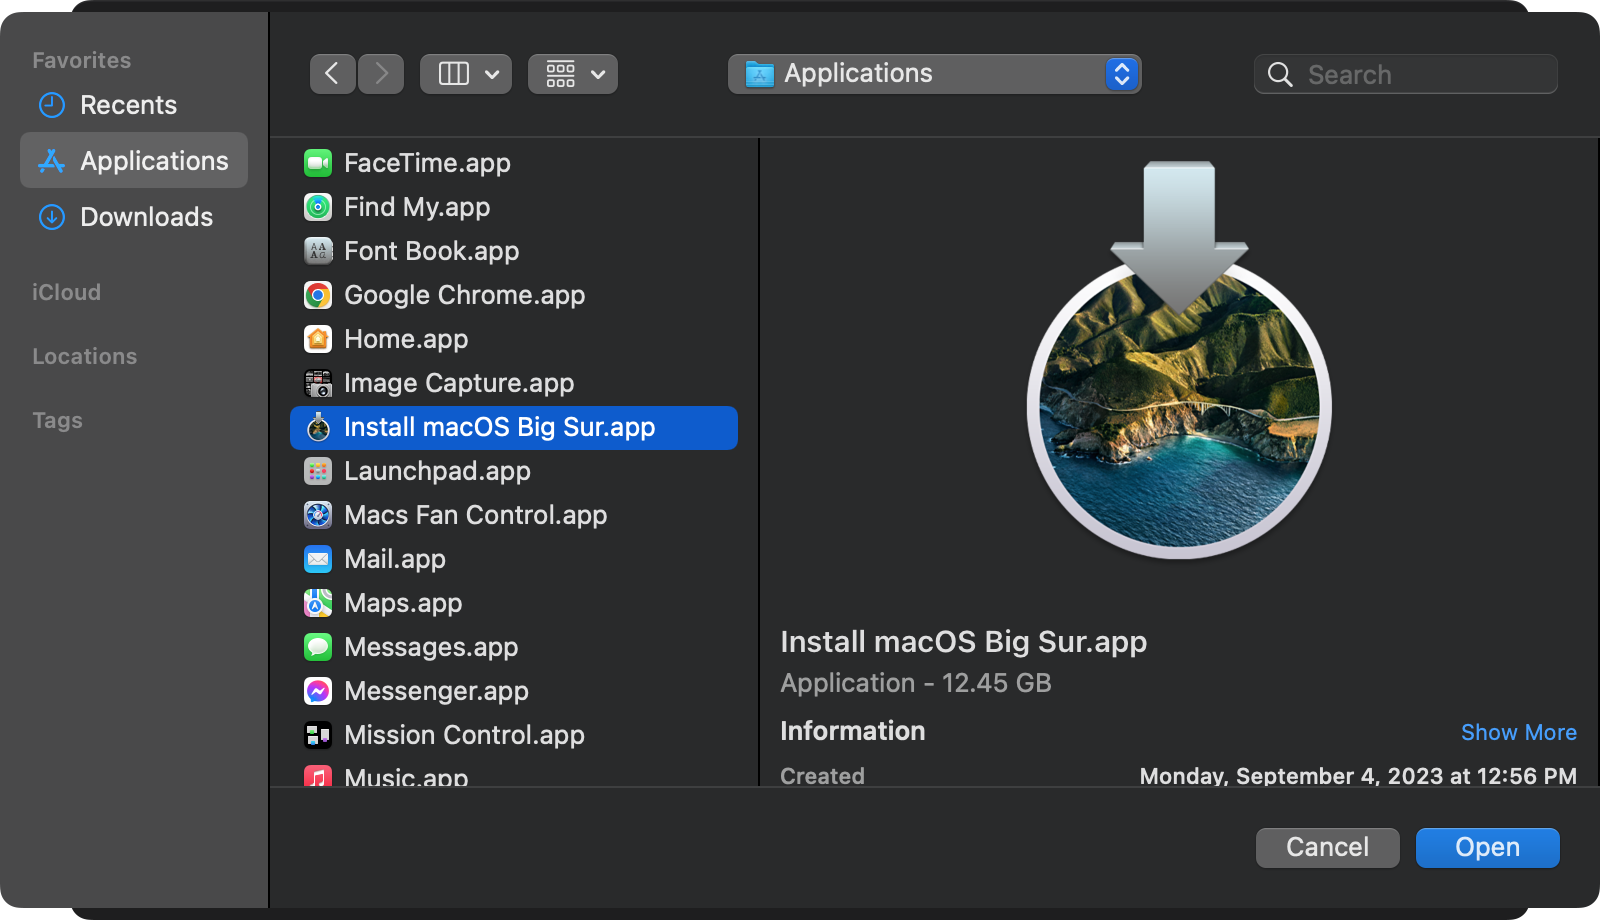 Favorites
Recents
Applications
Downloads
iCloud
Locations
Tags
Applications
Search
FaceTime.app
Find My.app
Font Book.app
Google Chrome.app
Home.app
Image Capture.app
Install macOS Big Sur.app
Launchpad.app
Macs Fan Control.app
Mail.app
Maps.app
Messages.app
Messenger.app
Mission Control.app
Music.app
Install macOS Big Sur.app
Application - 12.45 GB
Information
Show More
Created
Monday, September 4, 2023 at 12:56 PM
Cancel
Open